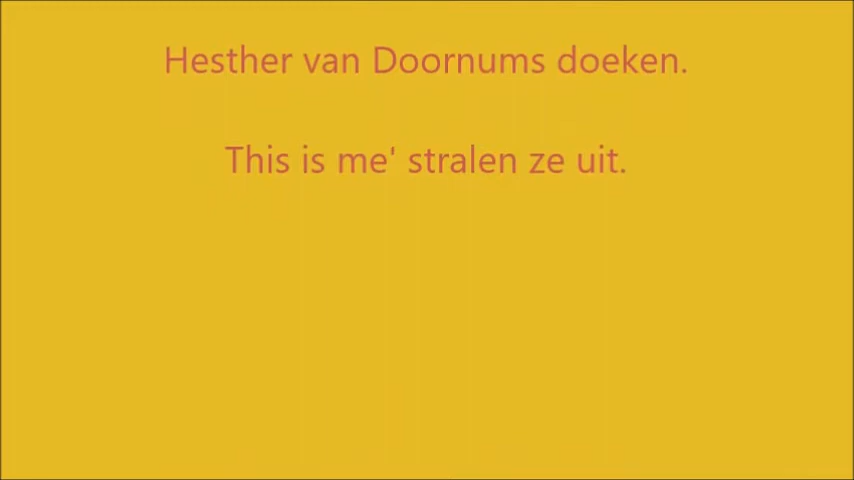 Hesther van Doornums doeken.
This is me' stralen ze uit.